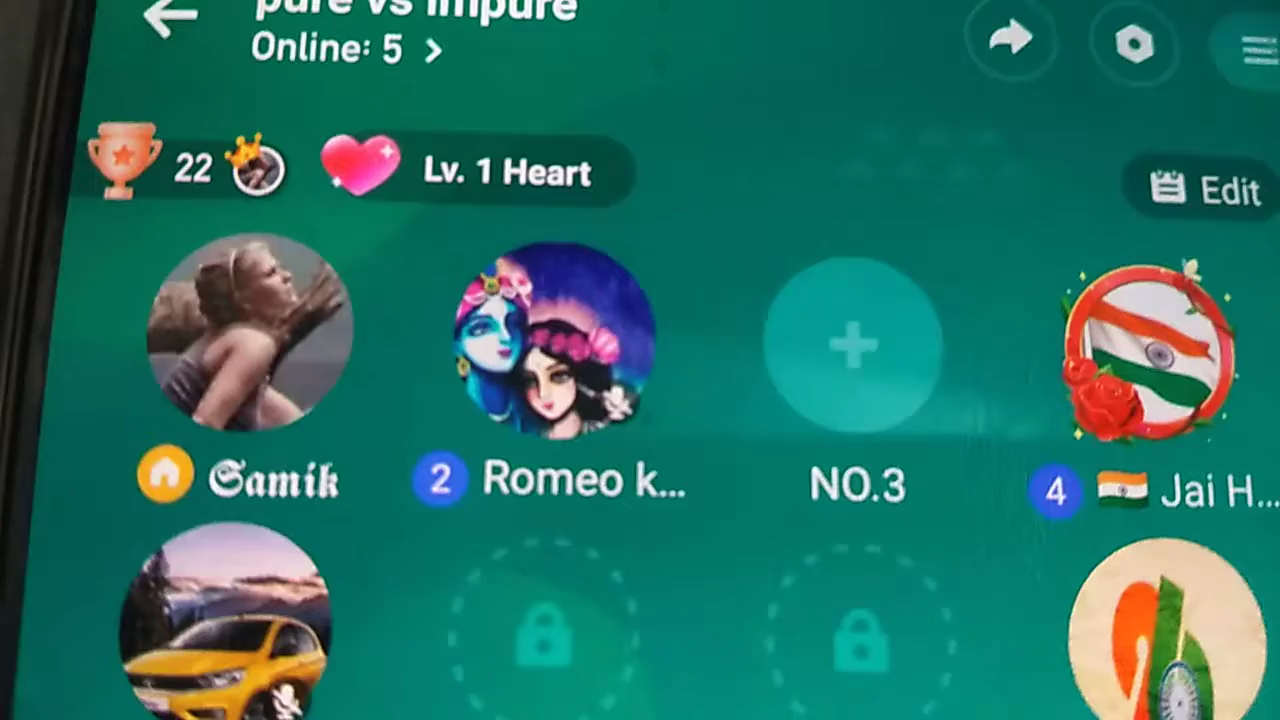 pure vs impure
Online: 5 >
22
Lv. 1 Heart
Edit
𝕾𝖆𝖒𝖎𝖐
2 Romeo k...
NO.3
4 🇮🇳 Jai H...